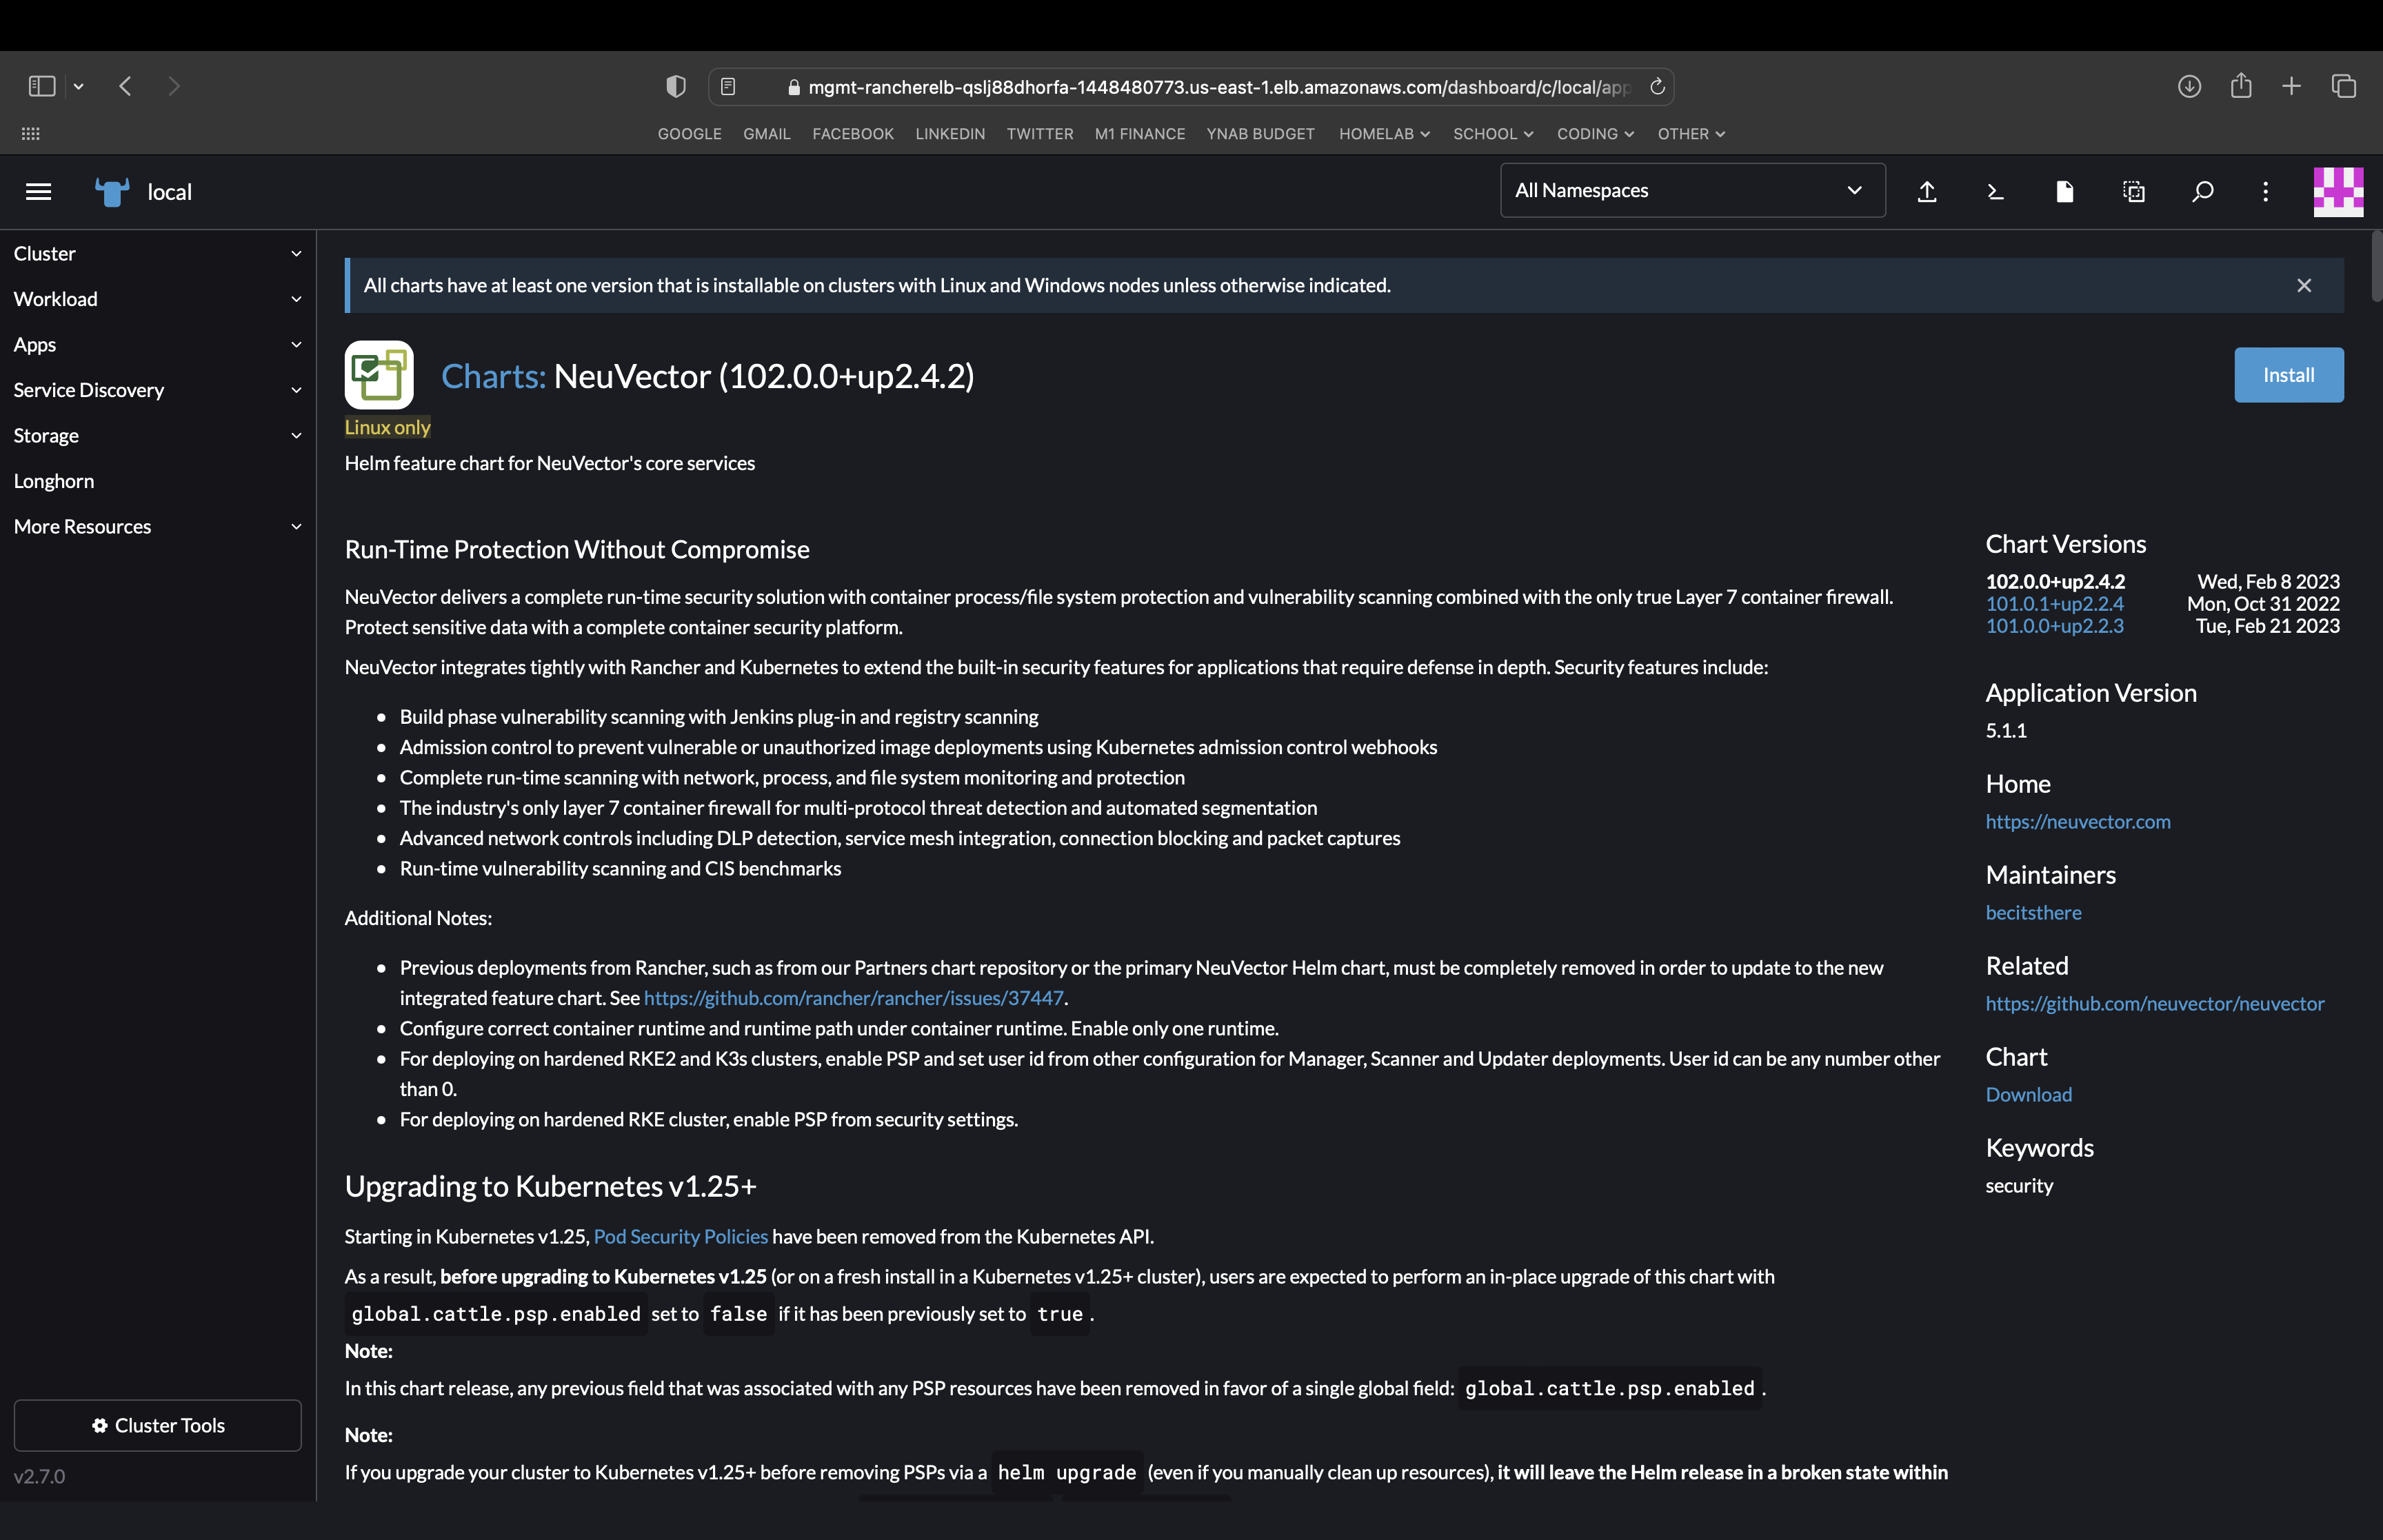 mgmt-rancherelb-qslj88dhorfa-1448480773.us-east-1.elb.amazonaws.com/dashboard/c/local/app
GOOGLE GMAIL FACEBOOK LINKEDIN TWITTER M1 FINANCE YNAB BUDGET HOMELAB SCHOOL CODING OTHER
local
All Namespaces
Cluster
Workload
Apps
Service Discovery
Storage
Longhorn
More Resources
Cluster Tools
v2.7.0
All charts have at least one version that is installable on clusters with Linux and Windows nodes unless otherwise indicated.
Charts: NeuVector (102.0.0+up2.4.2)
Install
Linux only
Helm feature chart for NeuVector's core services
Run-Time Protection Without Compromise
NeuVector delivers a complete run-time security solution with container process/file system protection and vulnerability scanning combined with the only true Layer 7 container firewall.
Protect sensitive data with a complete container security platform.
NeuVector integrates tightly with Rancher and Kubernetes to extend the built-in security features for applications that require defense in depth. Security features include:
• Build phase vulnerability scanning with Jenkins plug-in and registry scanning
• Admission control to prevent vulnerable or unauthorized image deployments using Kubernetes admission control webhooks
• Complete run-time scanning with network, process, and file system monitoring and protection
• The industry's only layer 7 container firewall for multi-protocol threat detection and automated segmentation
• Advanced network controls including DLP detection, service mesh integration, connection blocking and packet captures
• Run-time vulnerability scanning and CIS benchmarks
Additional Notes:
• Previous deployments from Rancher, such as from our Partners chart repository or the primary NeuVector Helm chart, must be completely removed in order to update to the new
integrated feature chart. See https://github.com/rancher/rancher/issues/37447.
• Configure correct container runtime and runtime path under container runtime. Enable only one runtime.
• For deploying on hardened RKE2 and K3s clusters, enable PSP and set user id from other configuration for Manager, Scanner and Updater deployments. User id can be any number other
than 0.
• For deploying on hardened RKE cluster, enable PSP from security settings.
Upgrading to Kubernetes v1.25+
Starting in Kubernetes v1.25, Pod Security Policies have been removed from the Kubernetes API.
As a result, before upgrading to Kubernetes v1.25 (or on a fresh install in a Kubernetes v1.25+ cluster), users are expected to perform an in-place upgrade of this chart with
global.cattle.psp.enabled set to false if it has been previously set to true .
Note:
In this chart release, any previous field that was associated with any PSP resources have been removed in favor of a single global field: global.cattle.psp.enabled .
Note:
If you upgrade your cluster to Kubernetes v1.25+ before removing PSPs via a helm upgrade (even if you manually clean up resources), it will leave the Helm release in a broken state within
Chart Versions
102.0.0+up2.4.2 Wed, Feb 8 2023
101.0.1+up2.2.4 Mon, Oct 31 2022
101.0.0+up2.2.3 Tue, Feb 21 2023
Application Version
5.1.1
Home
https://neuvector.com
Maintainers
becitsthere
Related
https://github.com/neuvector/neuvector
Chart
Download
Keywords
security